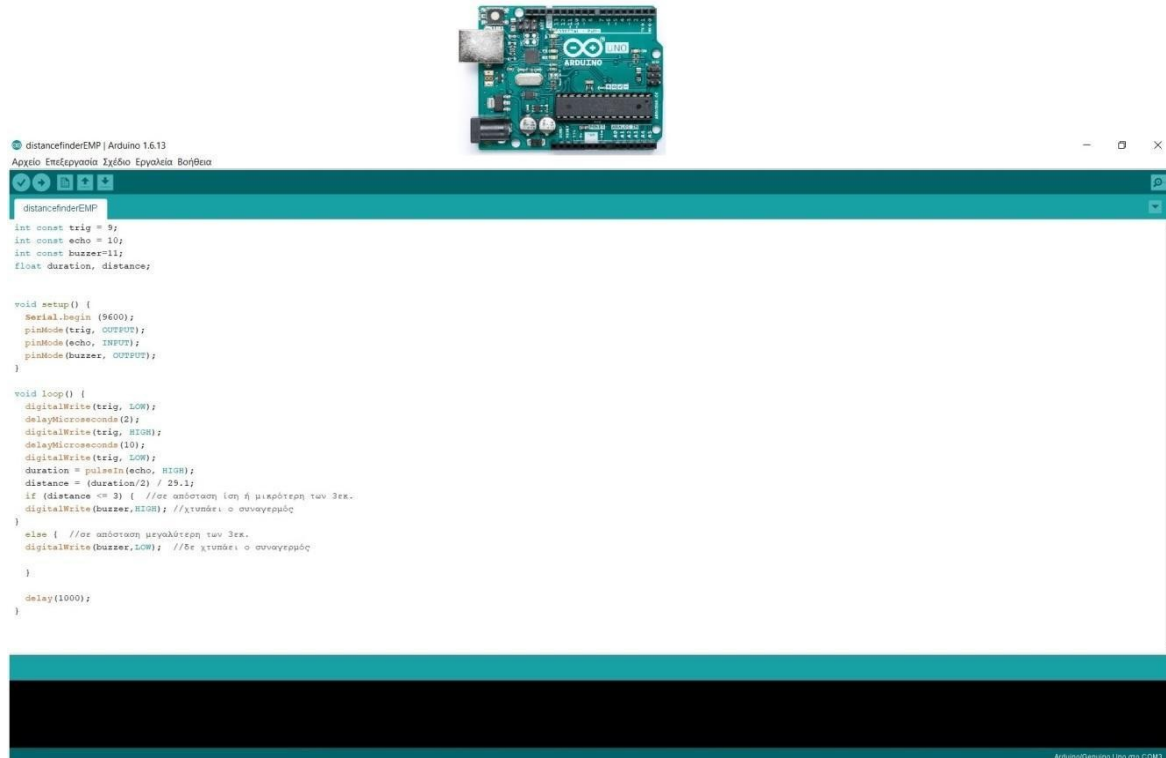 UNO
ARDUINO
distancefinderEMP | Arduino 1.6.13
Αρχείο Επεξεργασία Σχέδιο Εργαλεία Βοήθεια
distancefinderEMP
int const trig = 9;
int const echo = 10;
int const buzzer=11;
float duration, distance;
void setup() {
Serial.begin (9600);
pinMode(trig, OUTPUT);
pinMode(echo, INPUT);
pinMode(buzzer, OUTPUT);
}
void loop() {
digitalWrite(trig, LOW);
delayMicroseconds(2);
digitalWrite(trig, HIGH);
delayMicroseconds(10);
digitalWrite(trig, LOW);
duration = pulseIn(echo, HIGH);
distance = (duration/2) / 29.1;
if (distance <= 3) { //σε απόσταση ίση ή μικρότερη των 3εκ.
digitalWrite(buzzer,HIGH); //χτυπάει ο συναγερμός
}
else { //σε απόσταση μεγαλύτερη των 3εκ.
digitalWrite(buzzer,LOW); //δε χτυπάει ο συναγερμός
}
delay(1000);
}
Arduino/Genuino Uno στο COM3